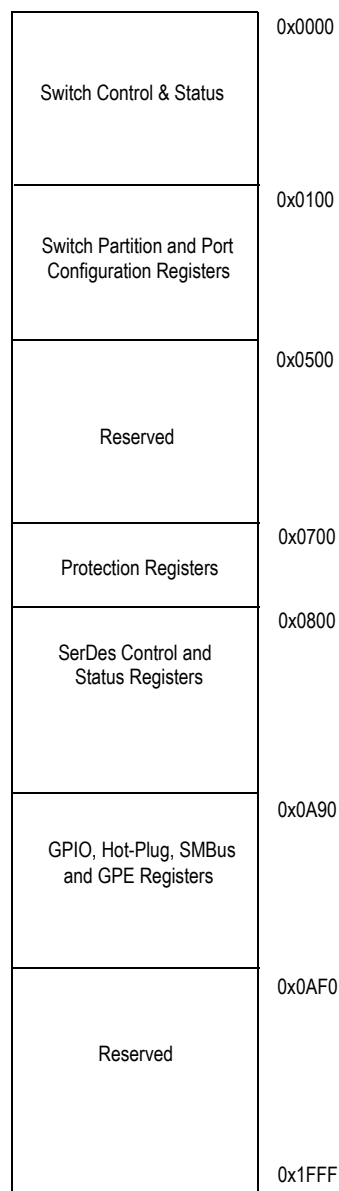 0x0000
Switch Control & Status
0x0100
Switch Partition and Port
Configuration Registers
0x0500
Reserved
0x0700
Protection Registers
0x0800
SerDes Control and
Status Registers
0x0A90
GPIO, Hot-Plug, SMBus
and GPE Registers
0x0AF0
Reserved
0x1FFF